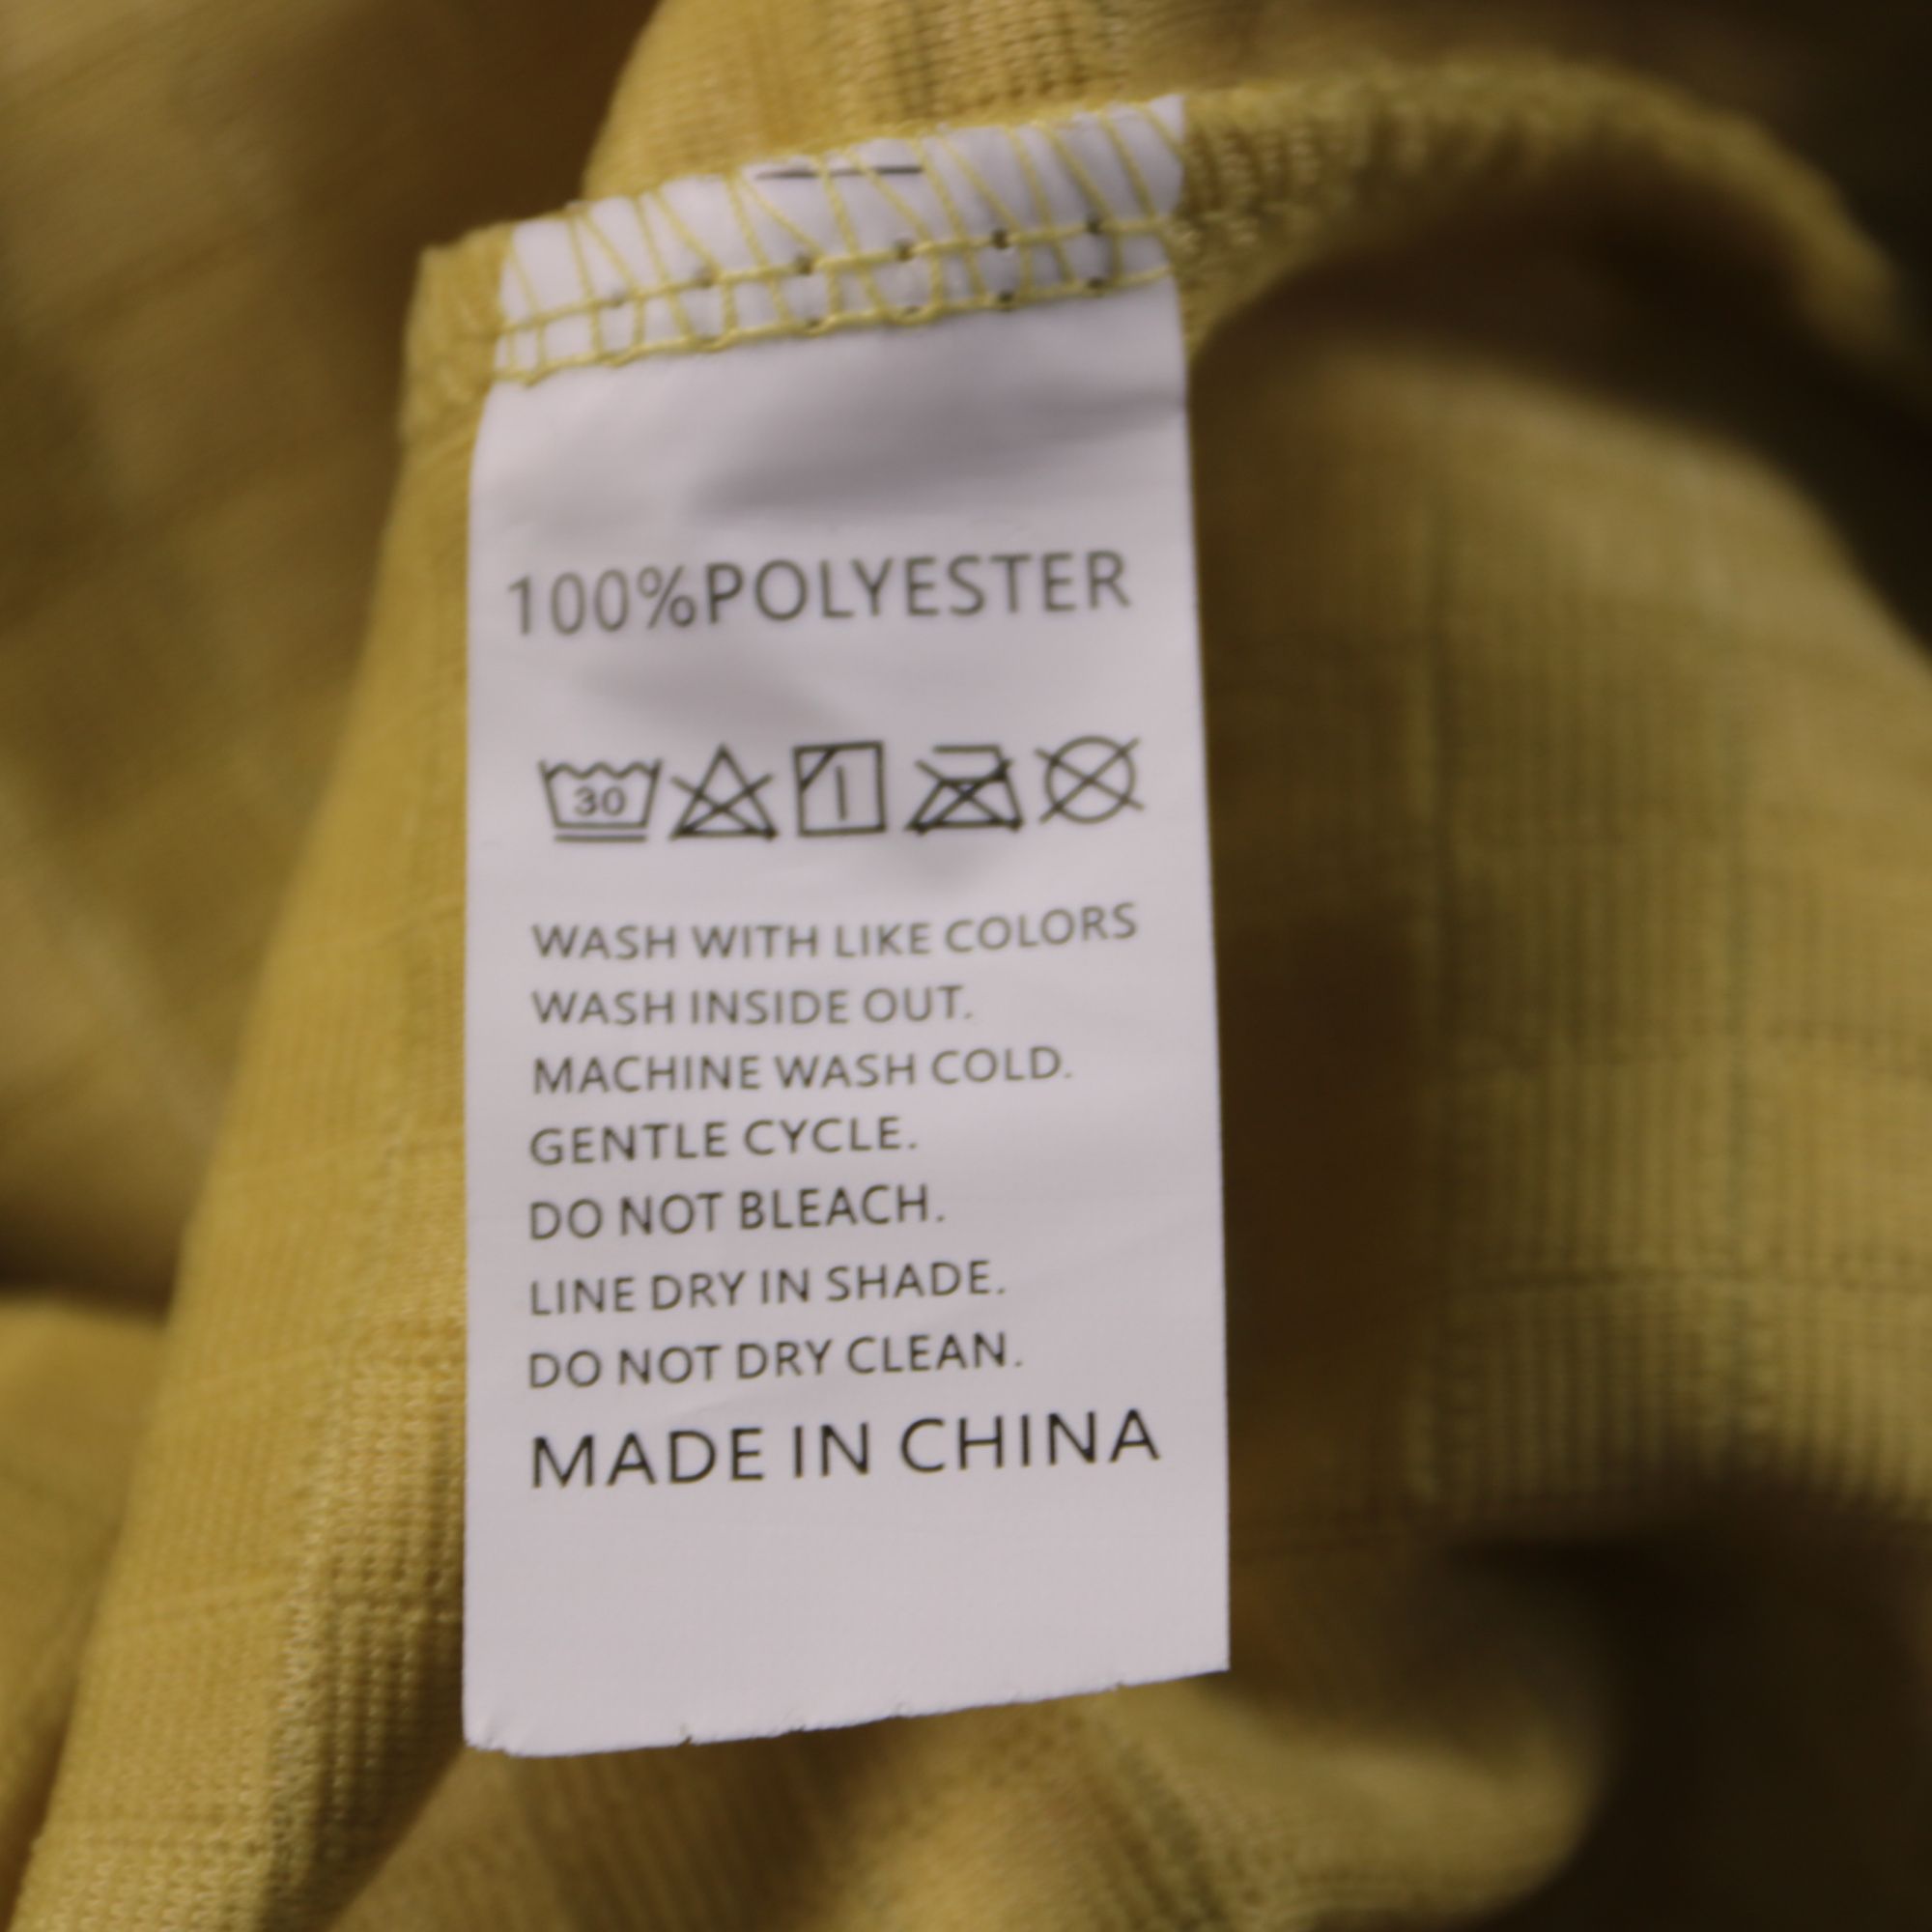 100%POLYESTER
30
WASH WITH LIKE COLORS
WASH INSIDE OUT.
MACHINE WASH COLD.
GENTLE CYCLE.
DO NOT BLEACH.
LINE DRY IN SHADE.
DO NOT DRY CLEAN.
MADE IN CHINA